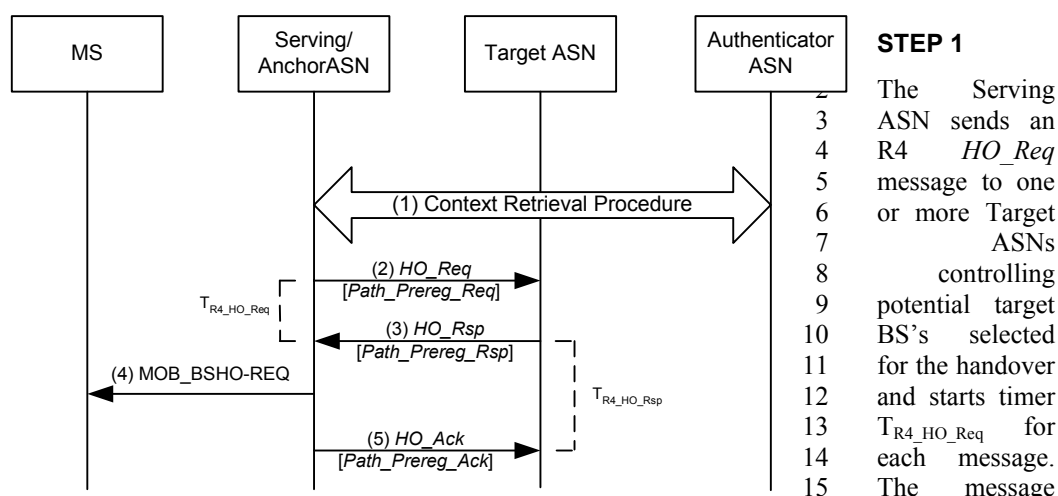 MS
Serving/
AnchorASN
Target ASN
Authenticator
ASN
(1) Context Retrieval Procedure
(2) HO_Req
[Path_Prereg_Req]
T_R4_HO_Req
(3) HO_Rsp
[Path_Prereg_Rsp]
(4) MOB_BSHO-REQ
T_R4_HO_Rsp
(5) HO_Ack
[Path_Prereg_Ack]
STEP 1
2 The Serving
3 ASN sends an
4 R4 HO_Req
5 message to one
6 or more Target
7 ASNs
8 controlling
9 potential target
10 BS’s selected
11 for the handover
12 and starts timer
13 T_R4_HO_Req for
14 each message.
15 The message